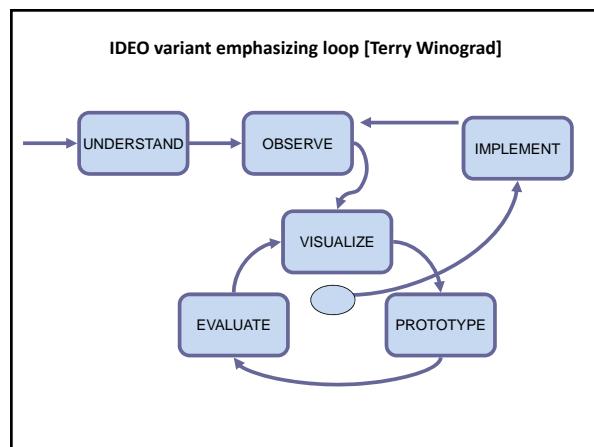 IDEO variant emphasizing loop [Terry Winograd]
UNDERSTAND
OBSERVE
IMPLEMENT
VISUALIZE
EVALUATE
PROTOTYPE